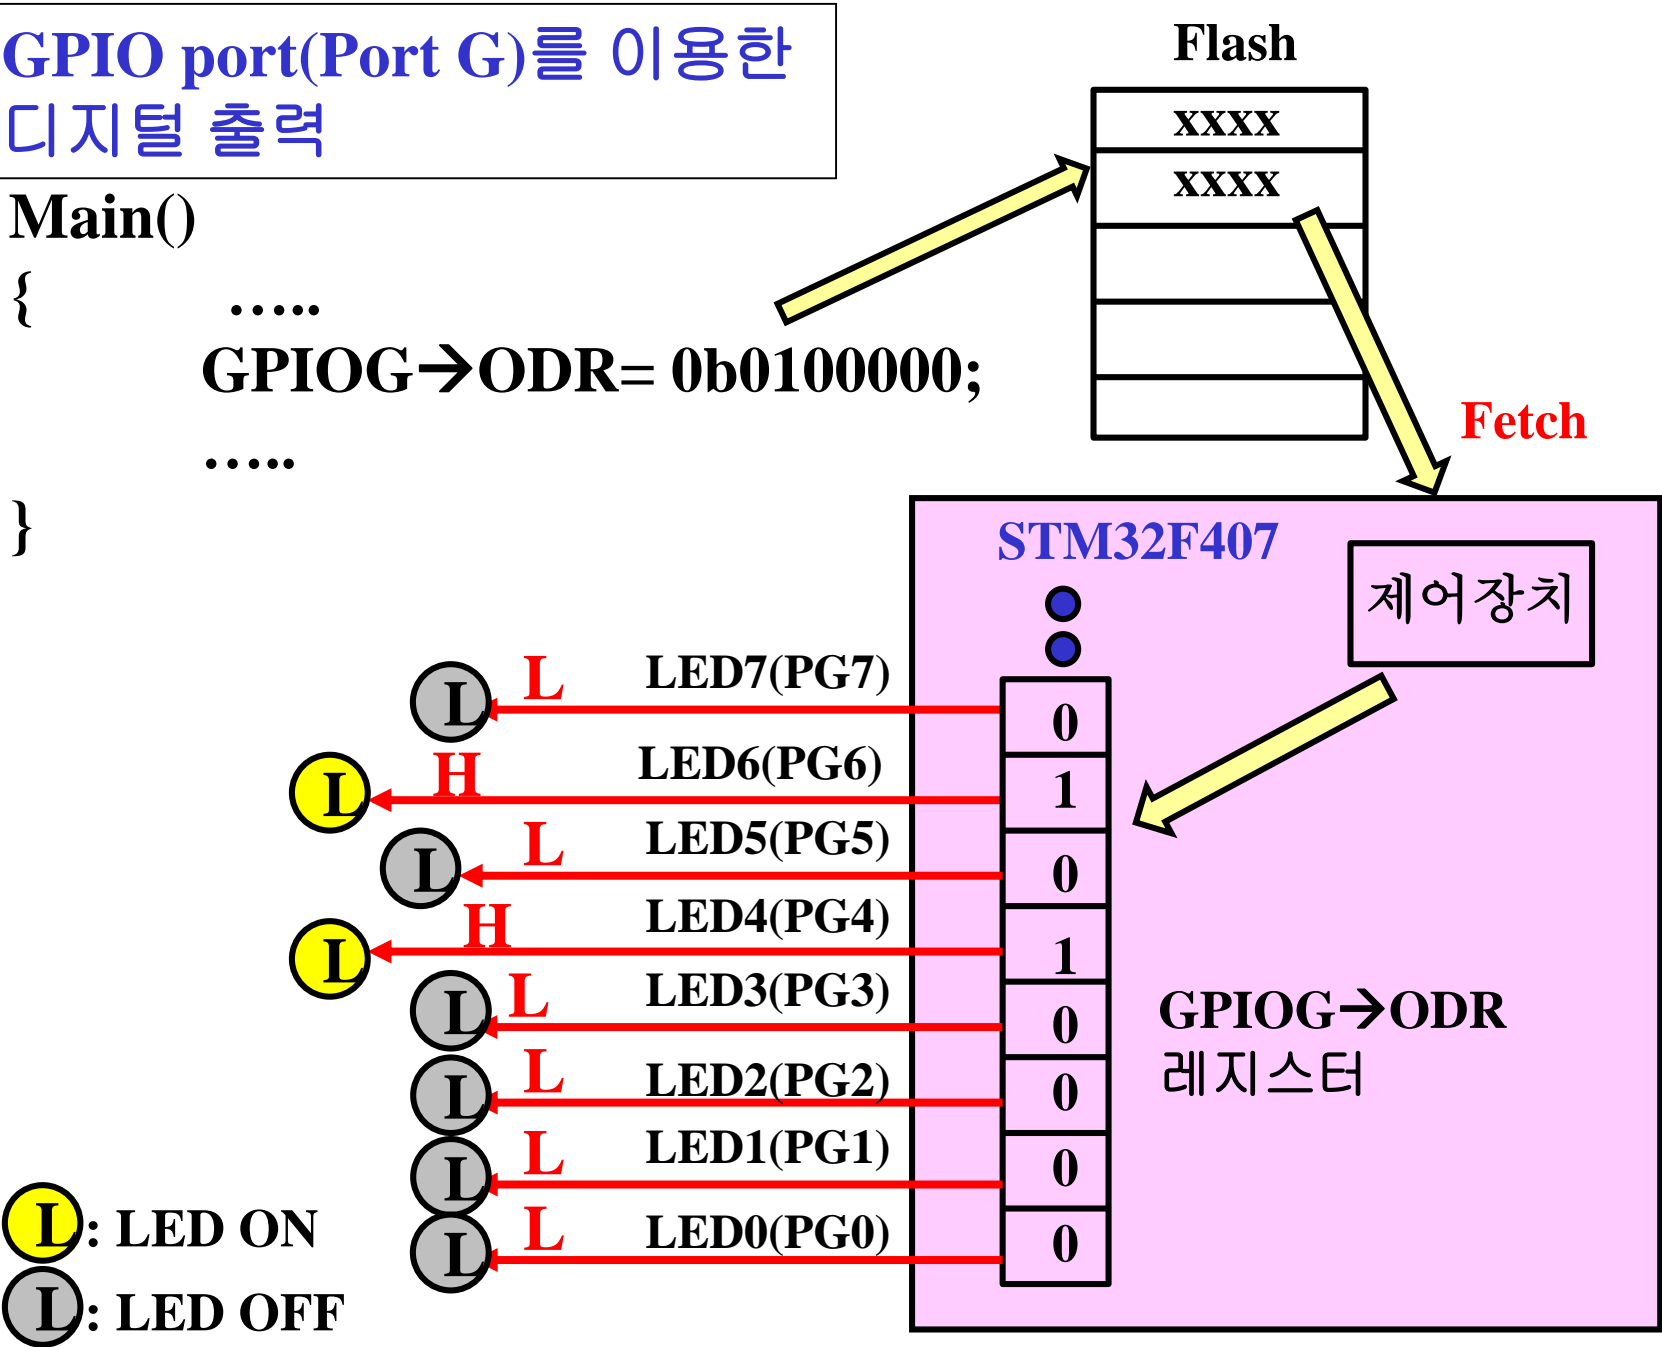 GPIO port(Port G)를 이용한
디지털 출력
Main()
{ …..
GPIOG→ODR= 0b0100000;
…..
}
Flash
xxxx
xxxx
Fetch
STM32F407
제어장치
L L LED7(PG7) 0
L H LED6(PG6) 1
L L LED5(PG5) 0
L H LED4(PG4) 1
L L LED3(PG3) 0
L L LED2(PG2) 0
L L LED1(PG1) 0
L L LED0(PG0) 0
GPIOG→ODR
레지스터
L : LED ON
L : LED OFF